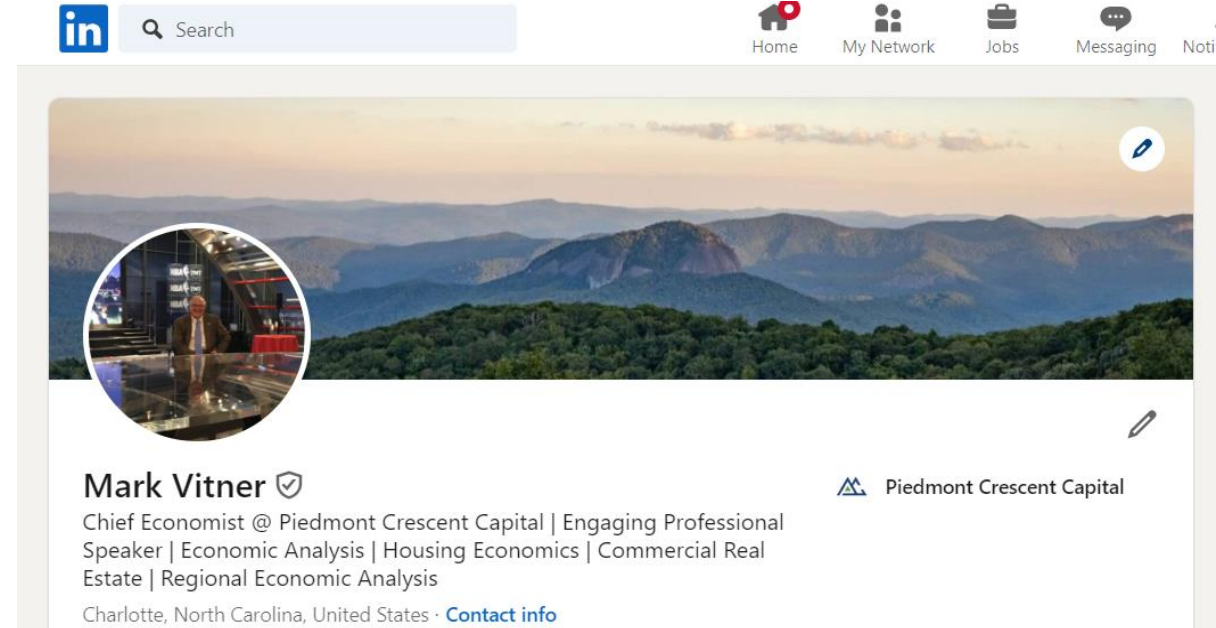 in
Search
Home
My Network
Jobs
Messaging
Noti
Mark Vitner
Piedmont Crescent Capital
Chief Economist @ Piedmont Crescent Capital | Engaging Professional
Speaker | Economic Analysis | Housing Economics | Commercial Real
Estate | Regional Economic Analysis
Charlotte, North Carolina, United States · Contact info